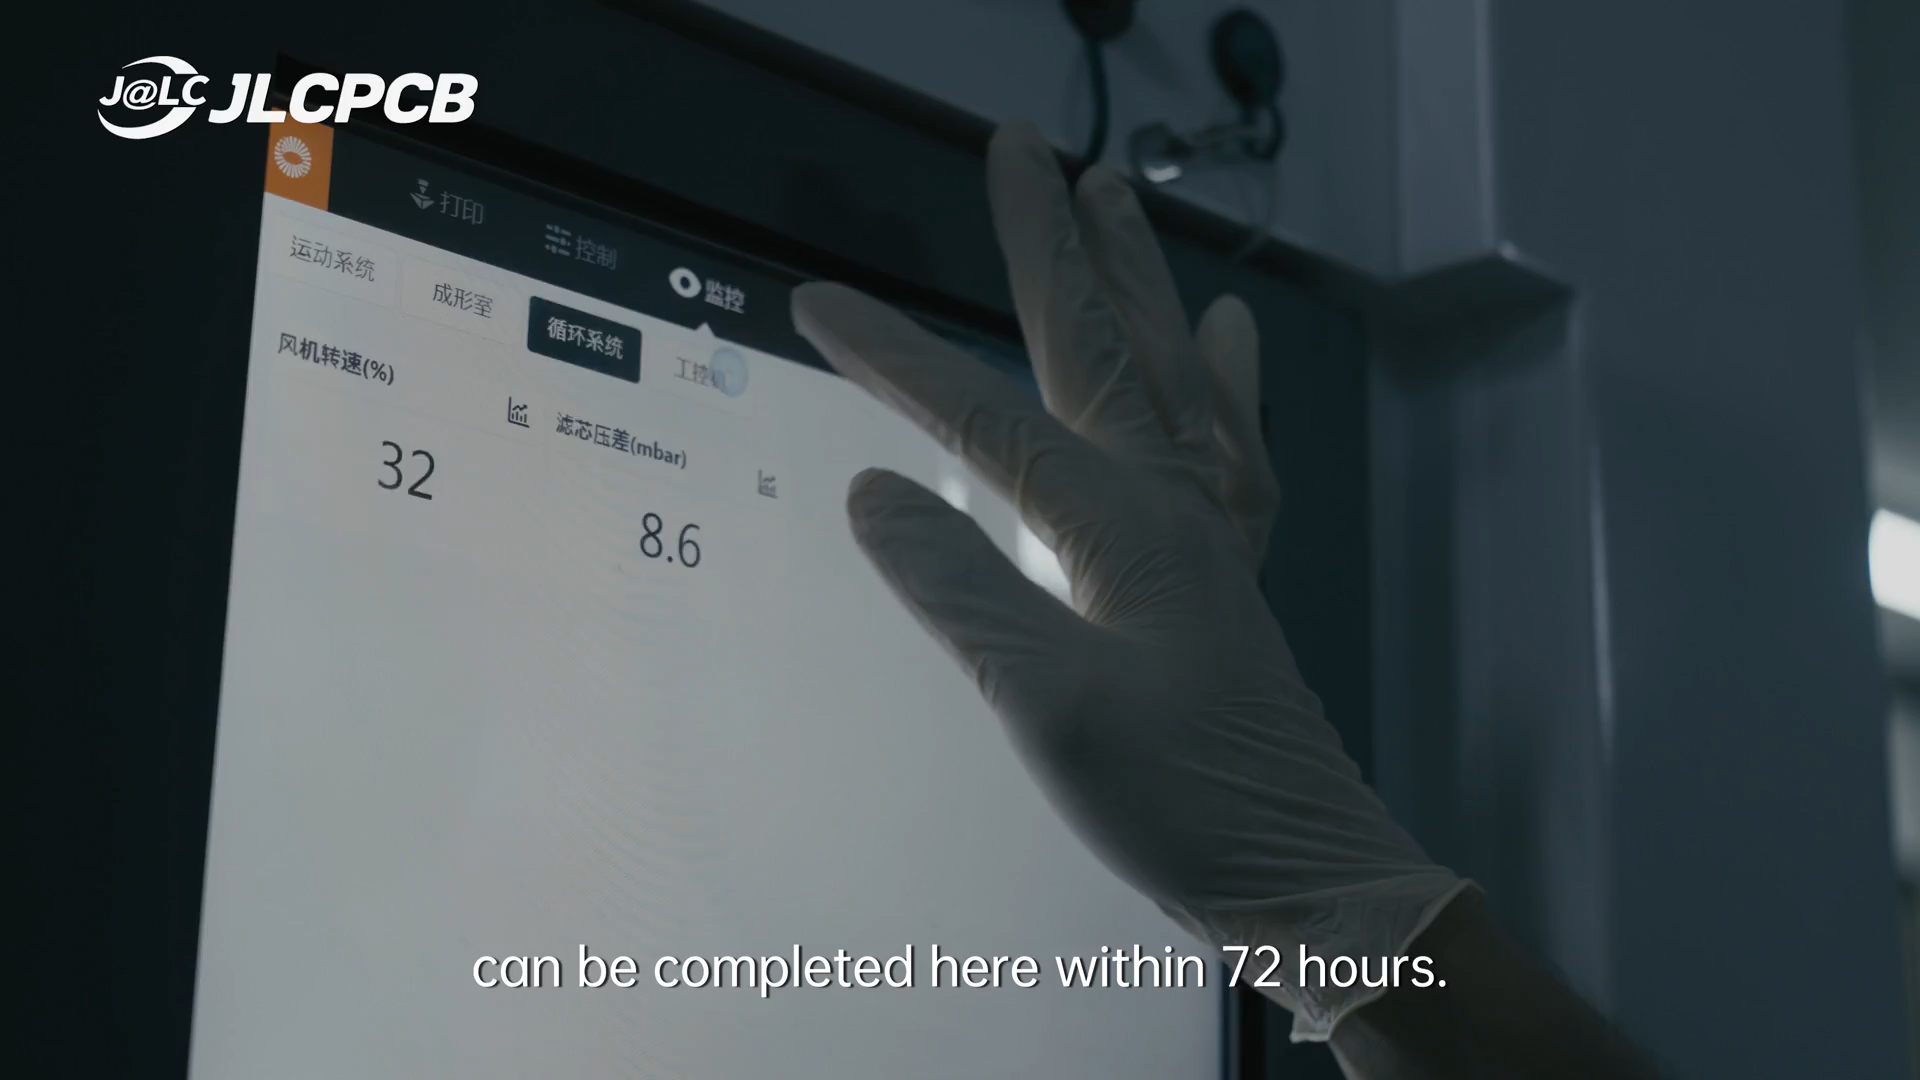 J@LC JLCPCB
打印
控制
监控
运动系统
成形室
循环系统
工控机
风机转速(%)
32
滤芯压差(mbar)
8.6
can be completed here within 72 hours.